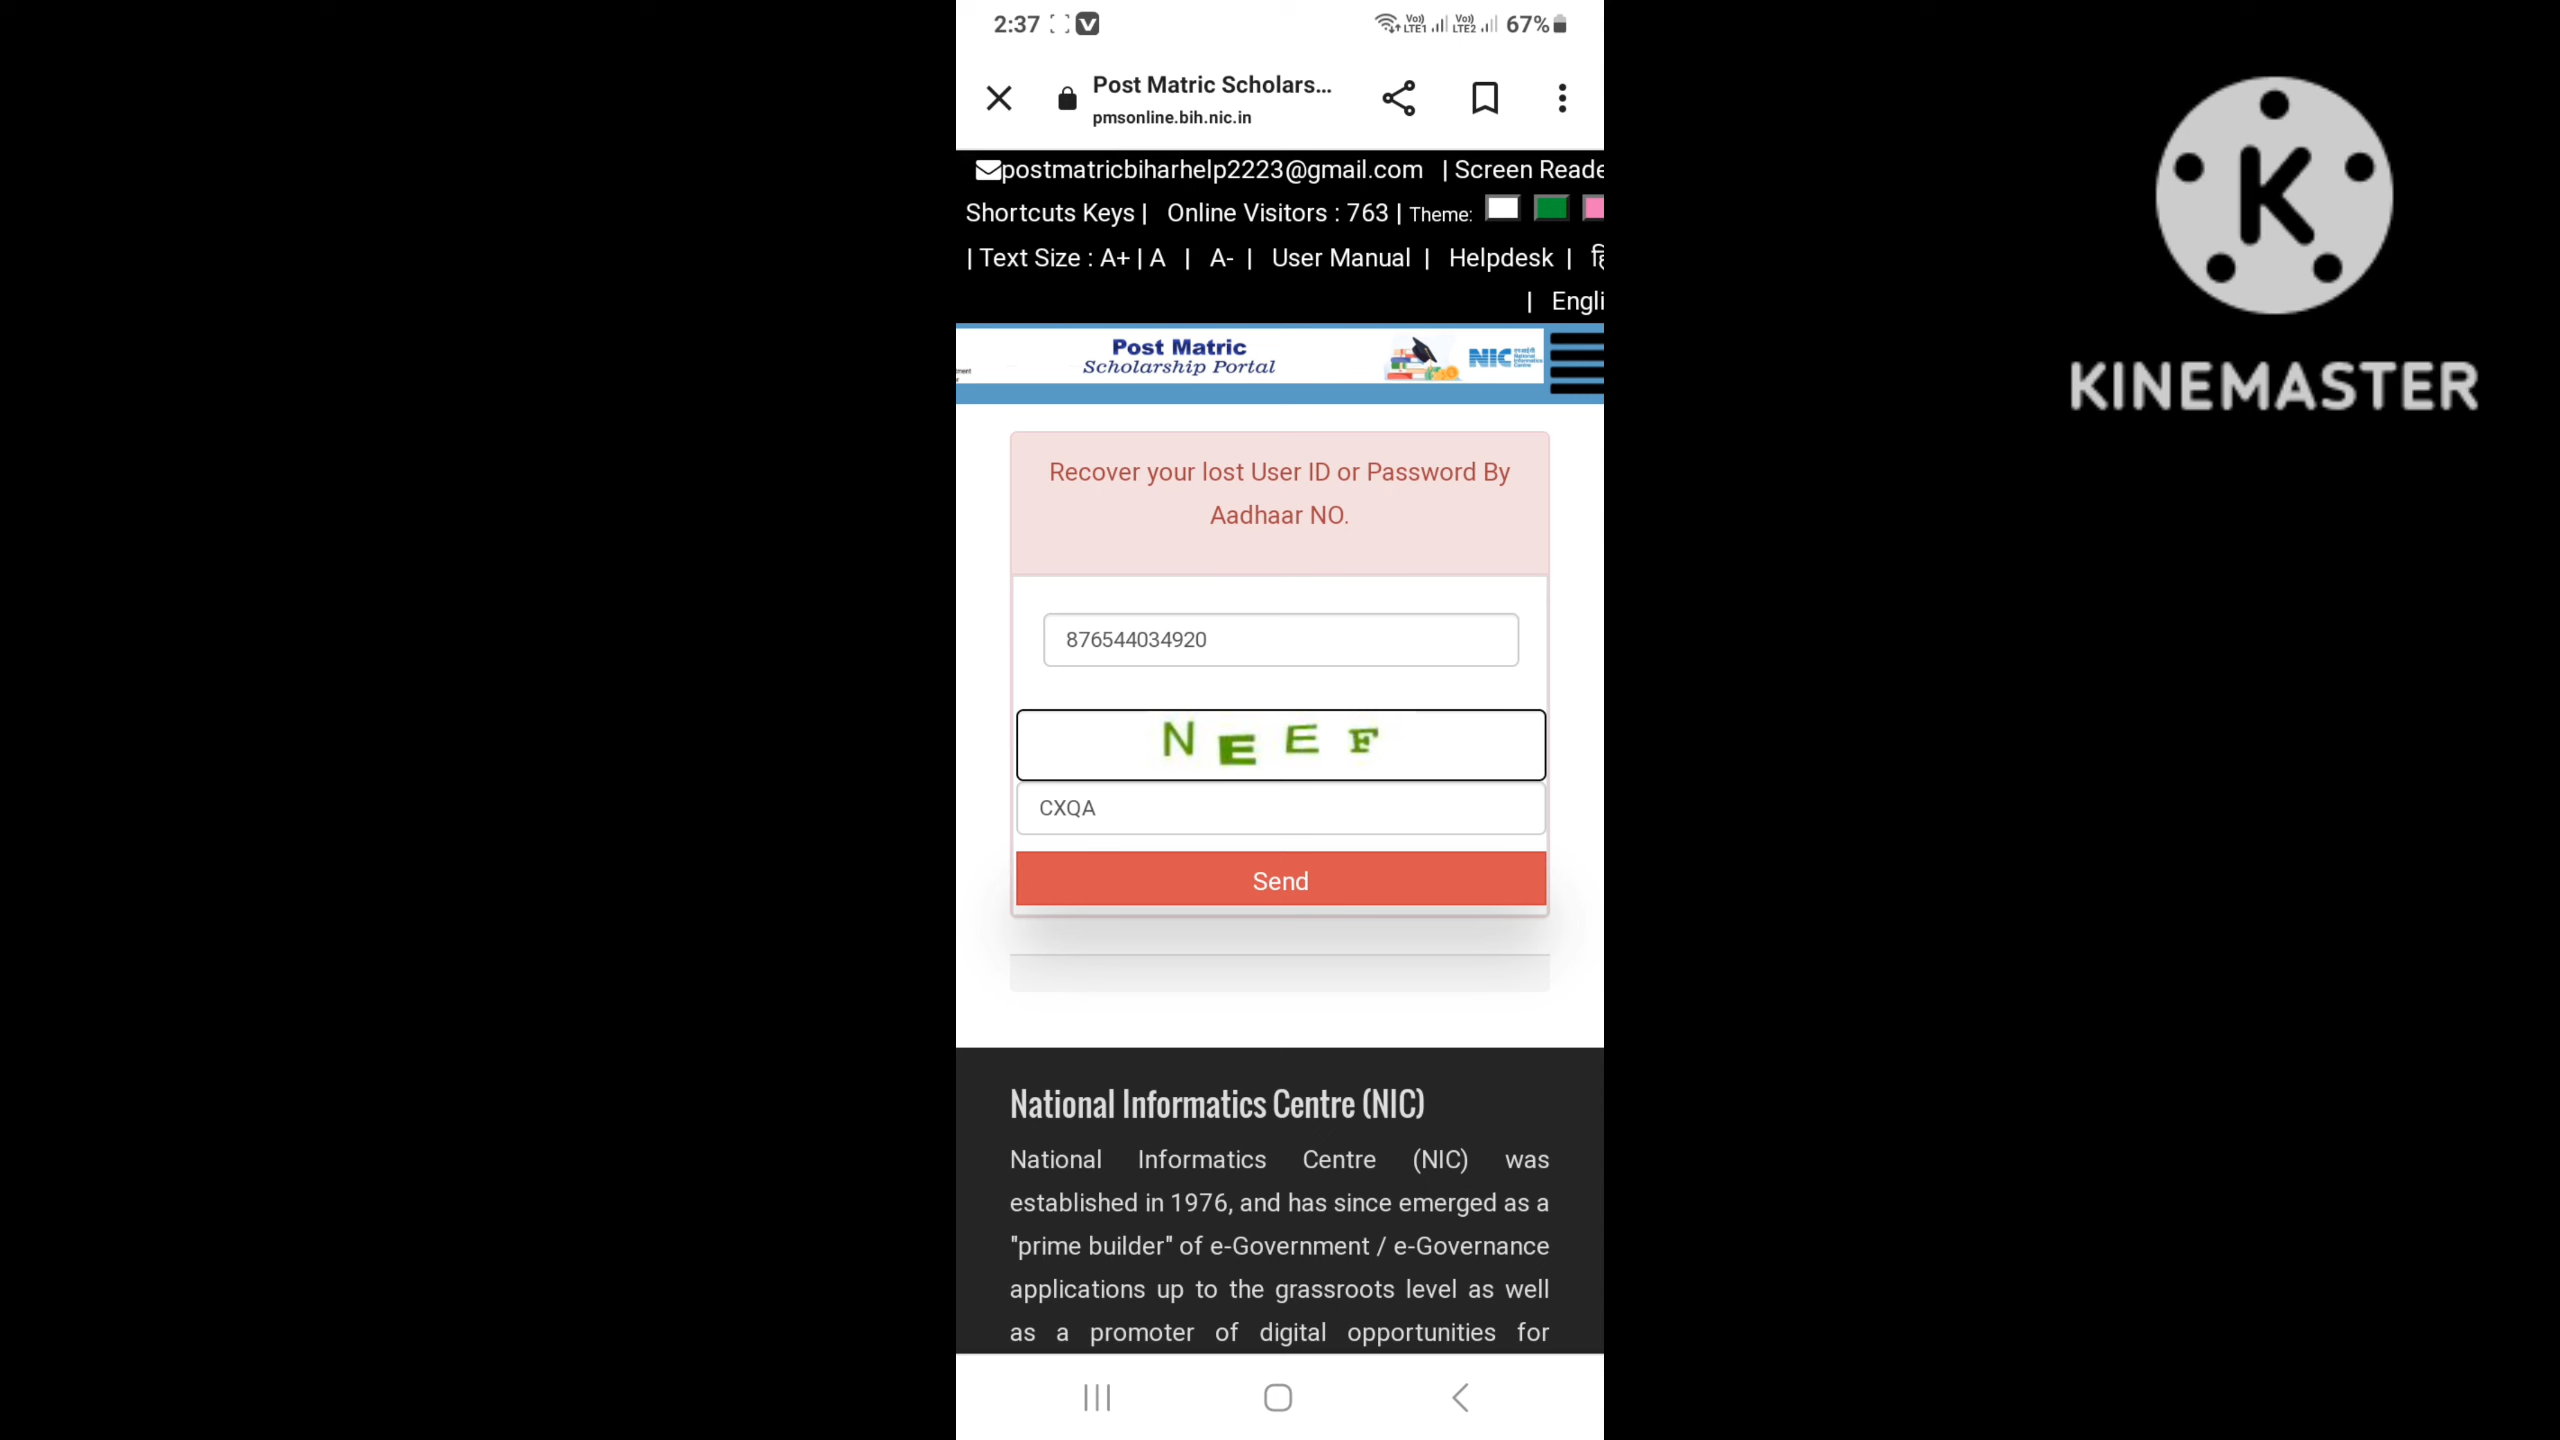 2:37
Vo)) LTE1
Vo)) LTE2
67%
Post Matric Scholars...
pmsonline.bih.nic.in
postmatricbiharhelp2223@gmail.com | Screen Reade
Shortcuts Keys | Online Visitors : 763 | Theme:
| Text Size : A+ | A | A- | User Manual | Helpdesk | हि
| Engli
Post Matric
Scholarship Portal
NIC
Recover your lost User ID or Password By
Aadhaar NO.
876544034920
N E E F
CXQA
Send
National Informatics Centre (NIC)
National Informatics Centre (NIC) was
established in 1976, and has since emerged as a
"prime builder" of e-Government / e-Governance
applications up to the grassroots level as well
as a promoter of digital opportunities for
K
KINEMASTER